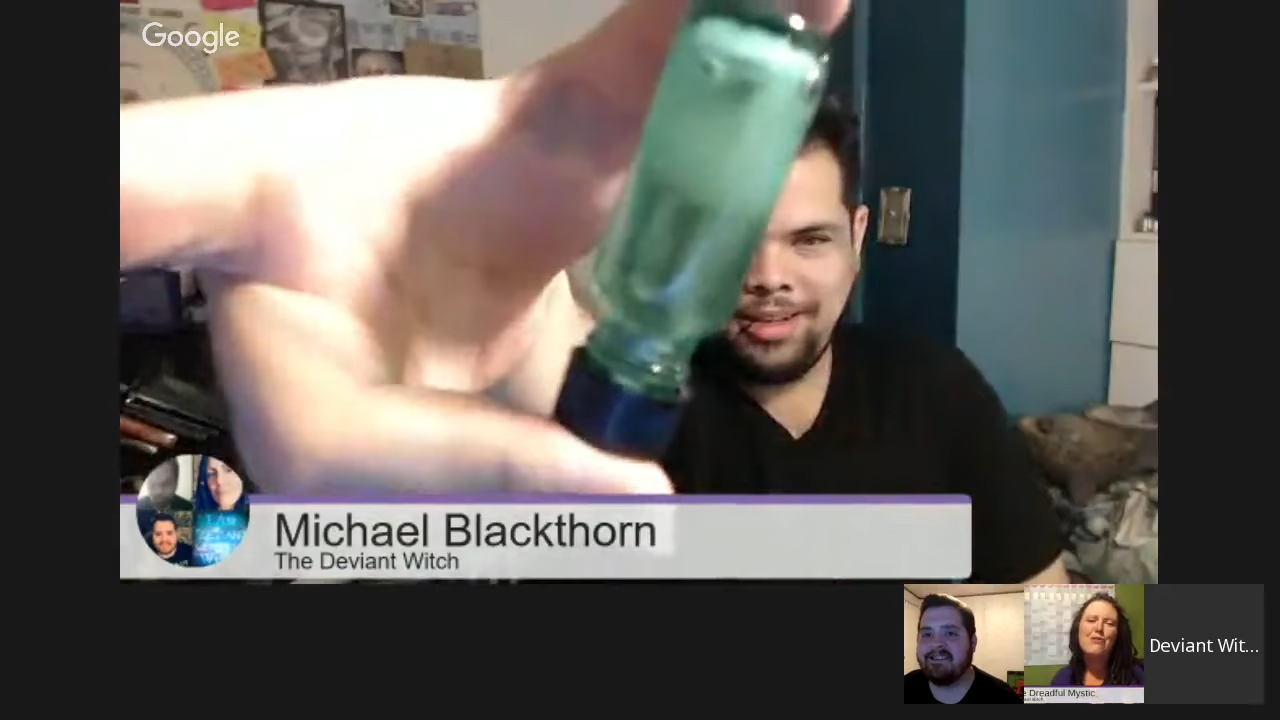 Google
Michael Blackthorn
The Deviant Witch
Deviant Wit...
Dreadful Mystic